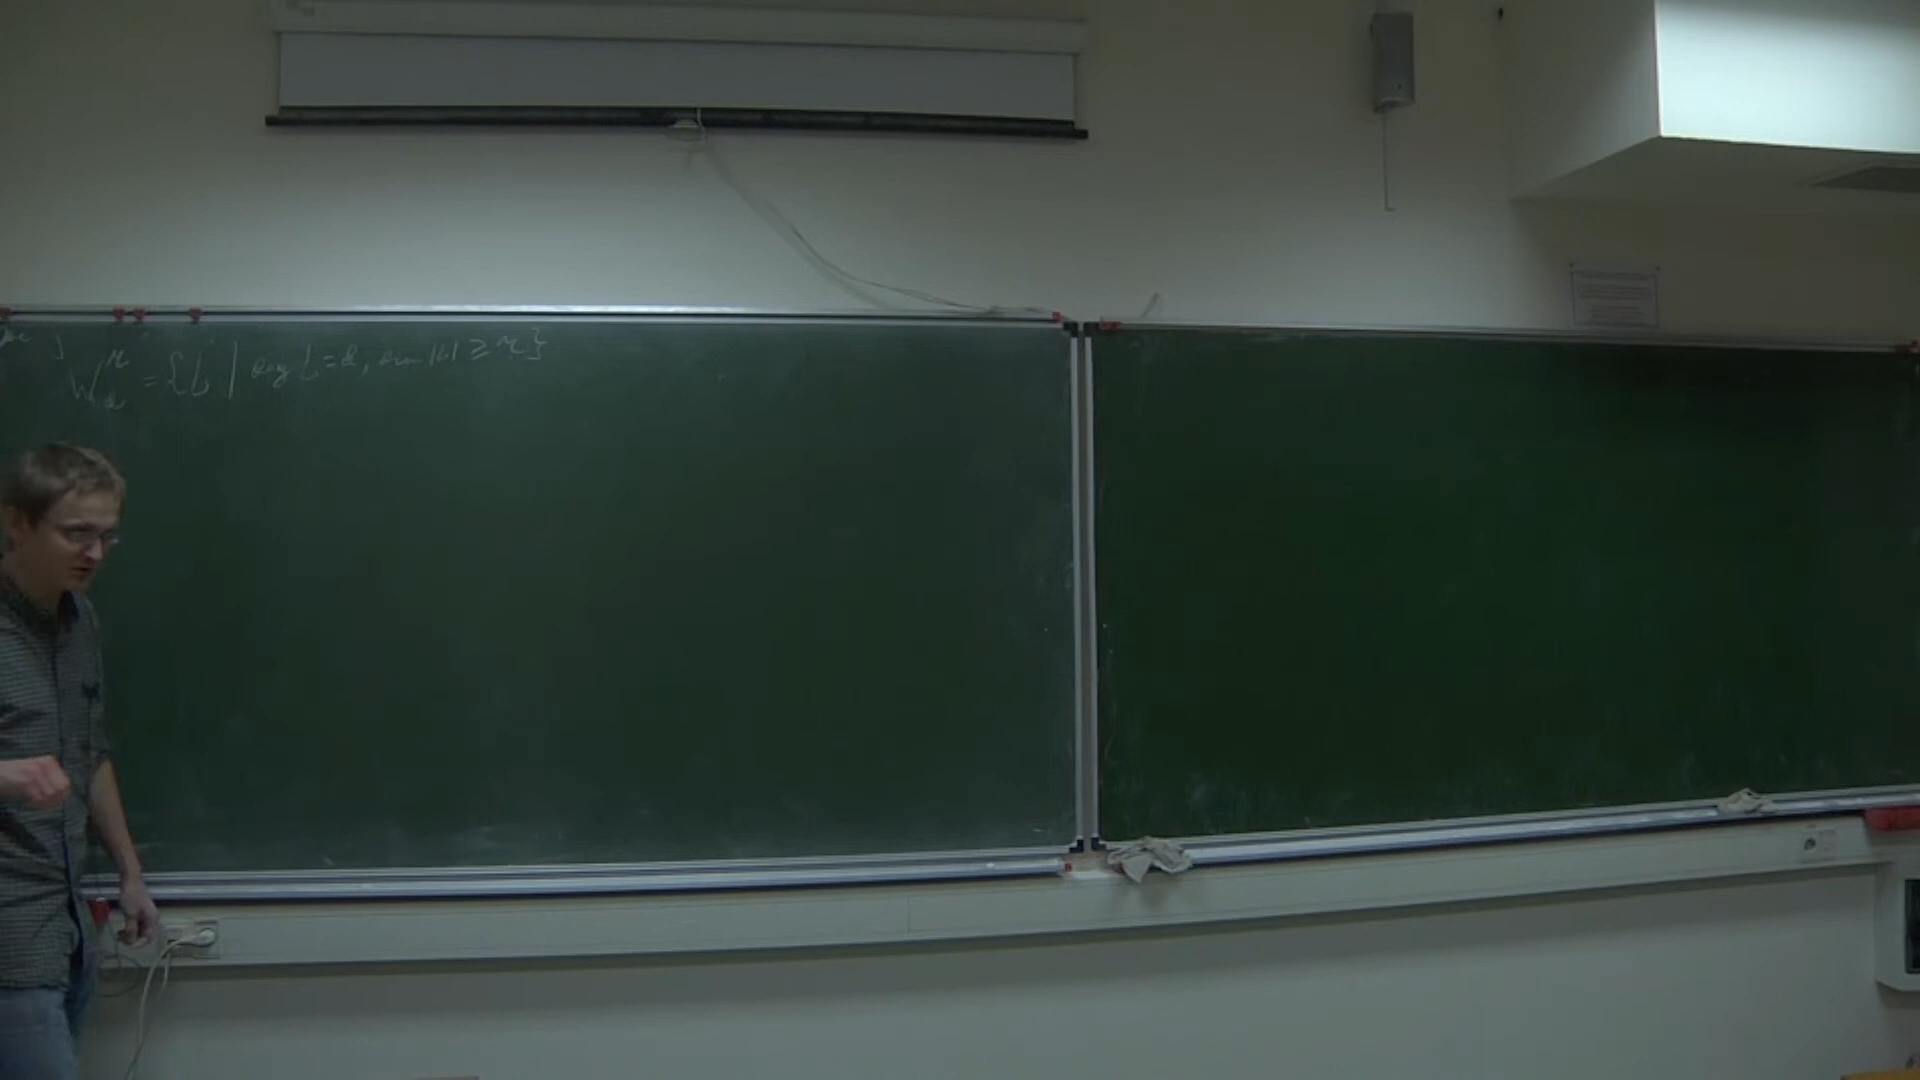 W_d^r = {L | deg L = d, dim |L| ≥ r}